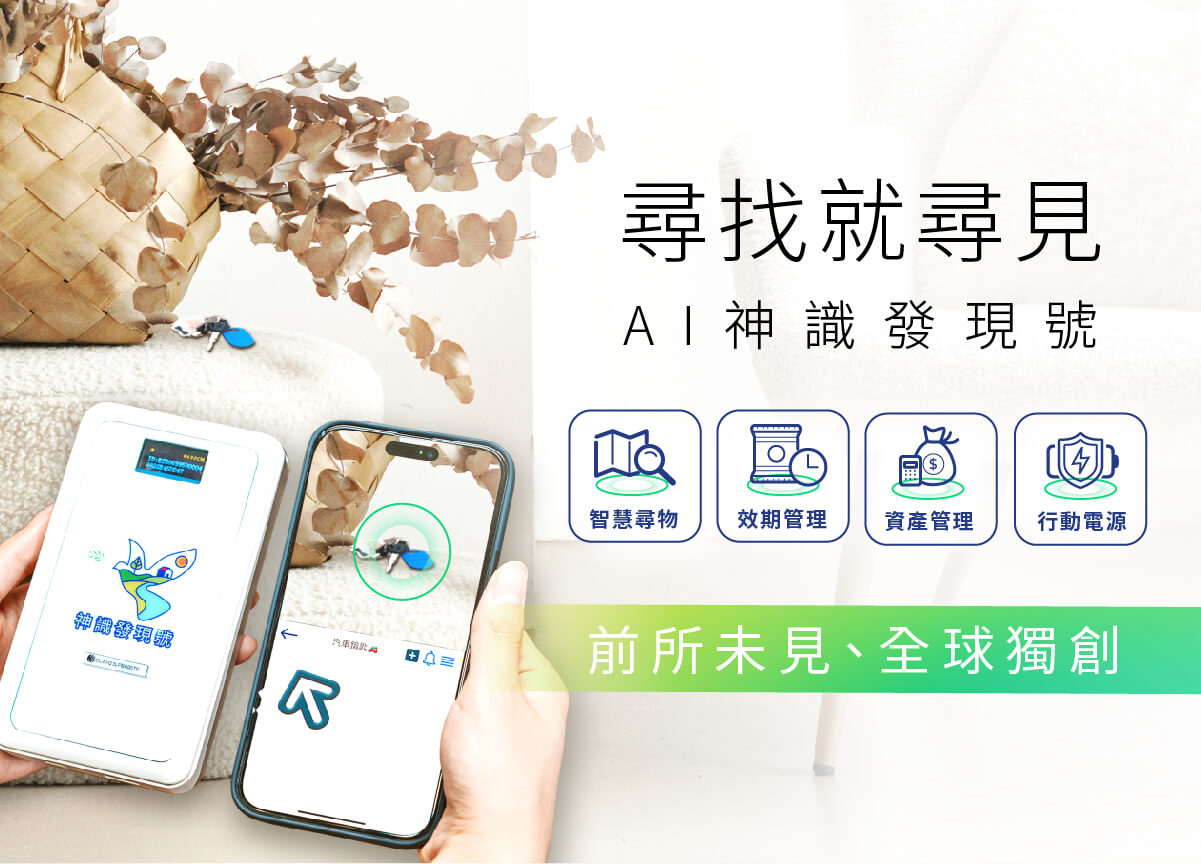 尋找就尋見
AI神識發現號
智慧尋物
效期管理
資產管理
行動電源
前所未見、全球獨創
神識發現號
汽車鑰匙